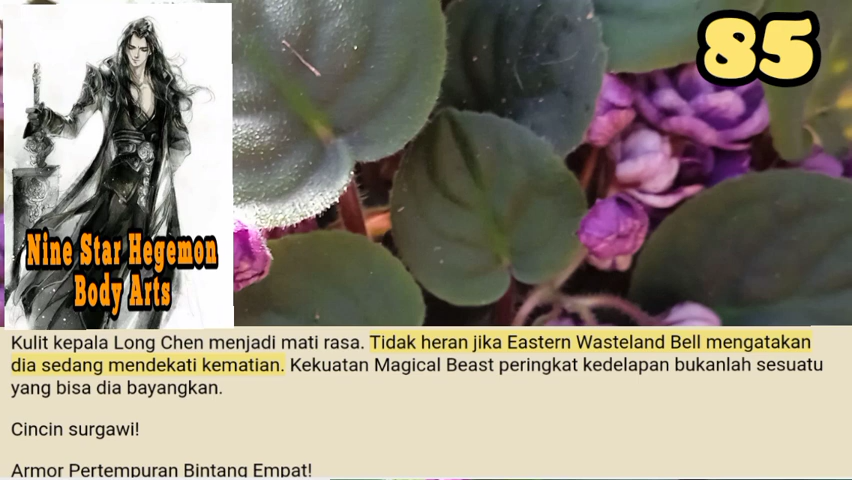 85
Nine Star Hegemon
Body Arts
Kulit kepala Long Chen menjadi mati rasa. Tidak heran jika Eastern Wasteland Bell mengatakan
dia sedang mendekati kematian. Kekuatan Magical Beast peringkat kedelapan bukanlah sesuatu
yang bisa dia bayangkan.
Cincin surgawi!
Armor Pertempuran Bintang Empat!